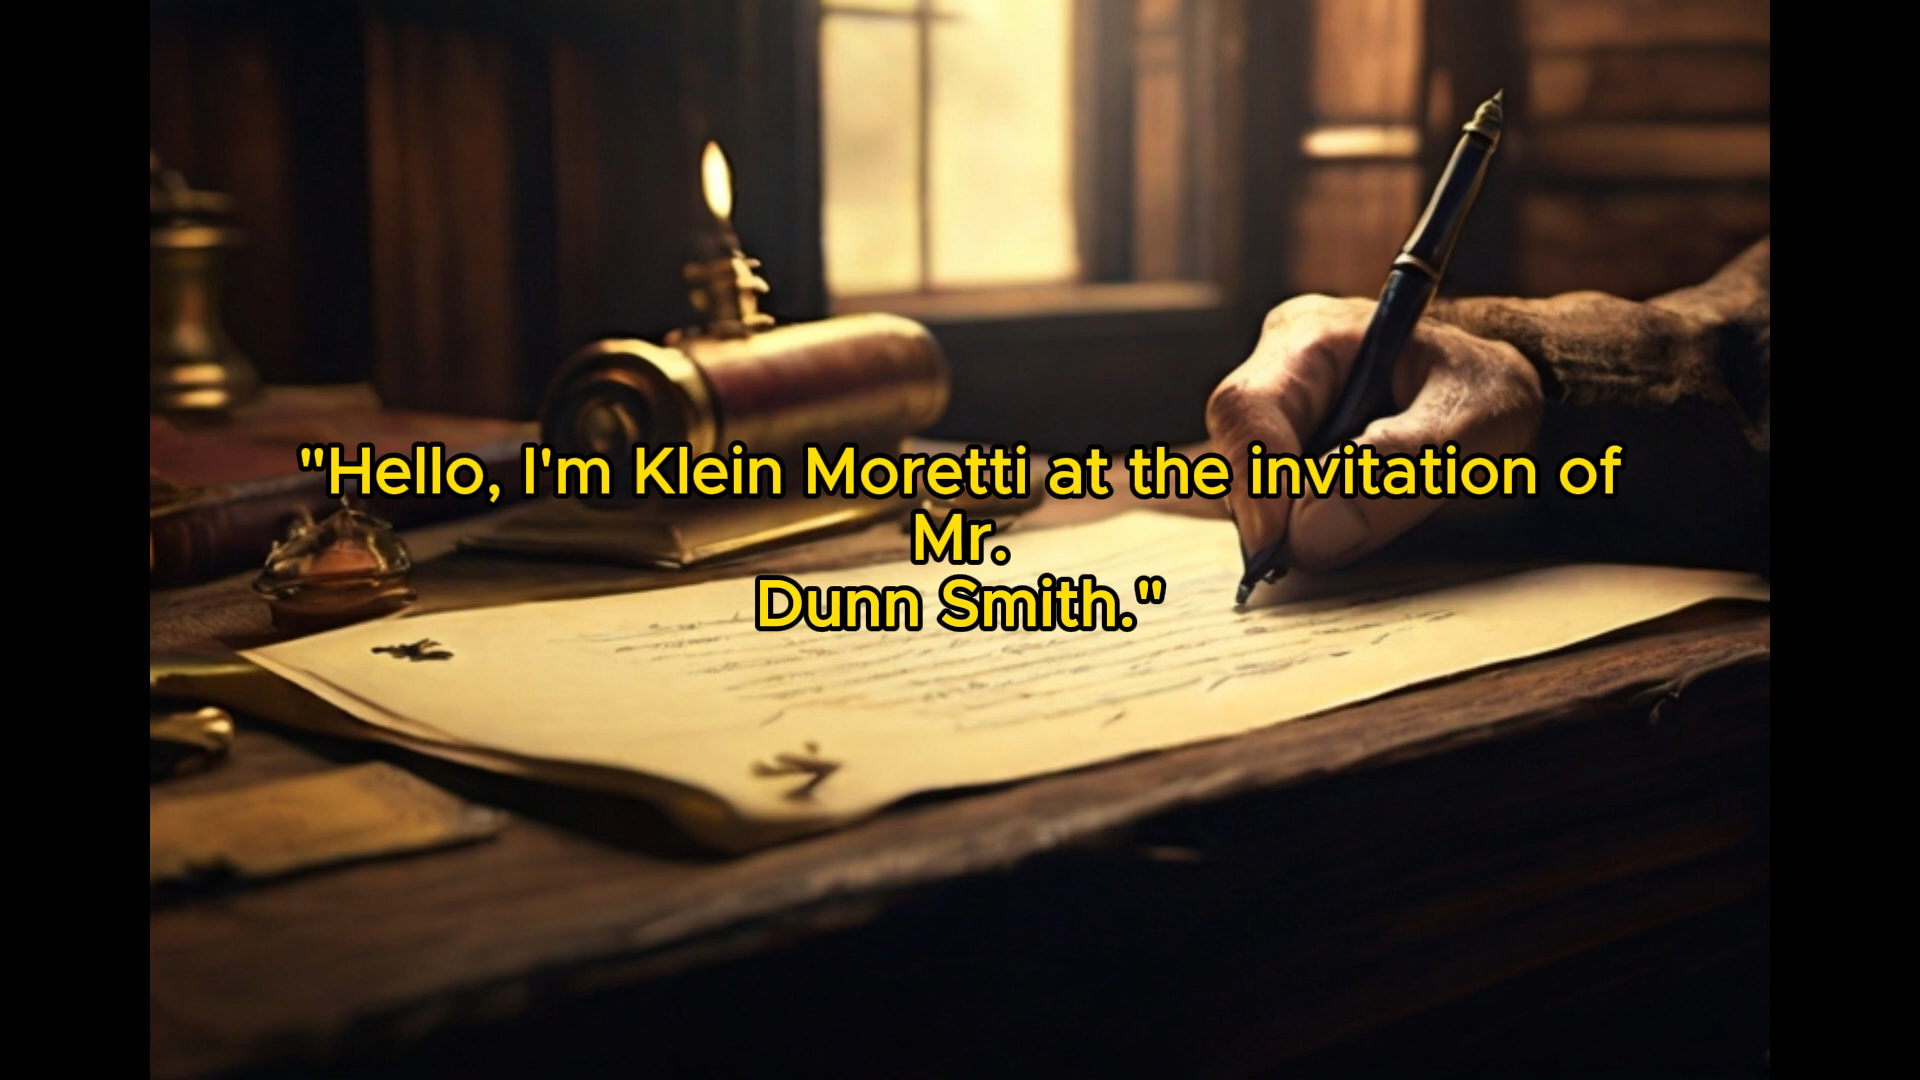 "Hello, I'm Klein Moretti at the invitation of
Mr.
Dunn Smith."